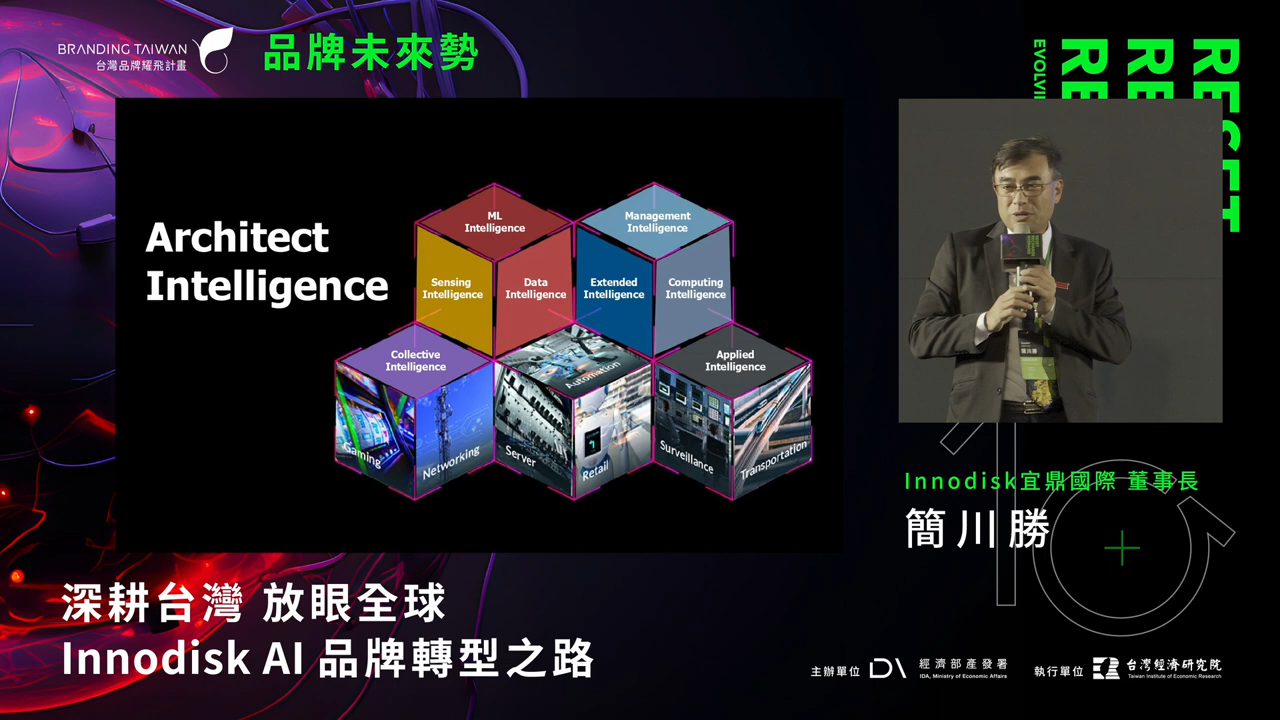 BRANDING TAIWAN
台灣品牌耀飛計畫
品牌未來勢
RESET
RE
RE
EVOLVI
Architect
Intelligence
ML
Intelligence
Management
Intelligence
Sensing
Intelligence
Data
Intelligence
Extended
Intelligence
Computing
Intelligence
Collective
Intelligence
Automation
Applied
Intelligence
Gaming
Networking
Server
Retail
Surveillance
Transportation
簡川勝
Innodisk宜鼎國際 董事長
簡川勝
深耕台灣 放眼全球
Innodisk AI 品牌轉型之路
主辦單位
經濟部產發署
IDA, Ministry of Economic Affairs
執行單位
台灣經濟研究院
Taiwan Institute of Economic Research